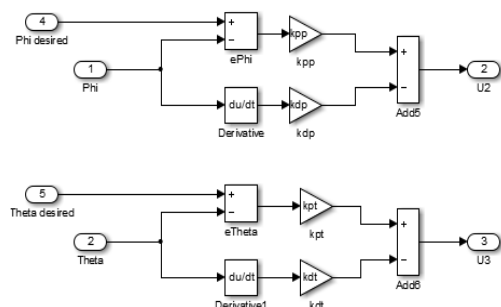 4
Phi desired
1
Phi
ePhi
kpp
kpp
du/dt
Derivative
kdp
kdp
Add5
2
U2
5
Theta desired
2
Theta
eTheta
kpt
kpt
du/dt
Derivative1
kdt
kdt
Add6
3
U3